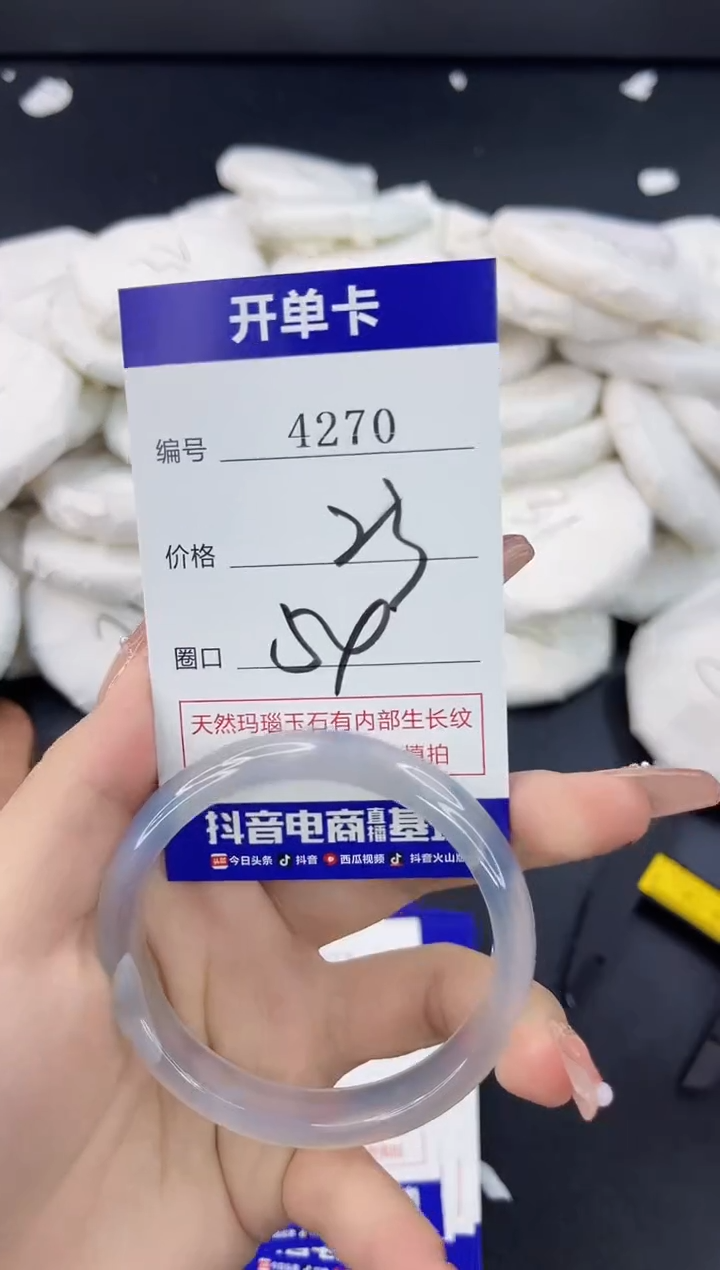 开单卡
编号 4270
价格
圈口
天然玛瑙玉石有内部生长纹
慎拍
抖音电商直播基
今日头条 抖音 西瓜视频 抖音火山版